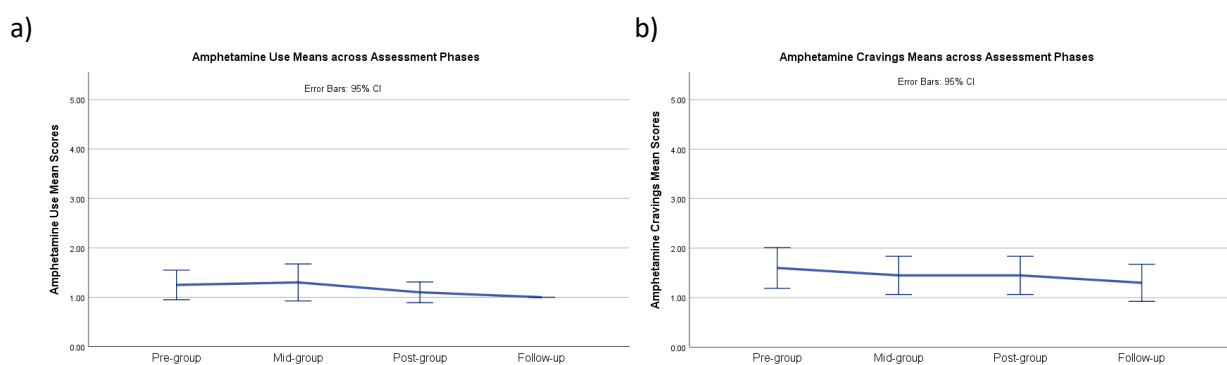 a)
Amphetamine Use Means across Assessment Phases
Error Bars: 95% CI
Amphetamine Use Mean Scores
5.00
4.00
3.00
2.00
1.00
0.00
Pre-group
Mid-group
Post-group
Follow-up
b)
Amphetamine Cravings Means across Assessment Phases
Error Bars: 95% CI
Amphetamine Cravings Mean Scores
5.00
4.00
3.00
2.00
1.00
0.00
Pre-group
Mid-group
Post-group
Follow-up